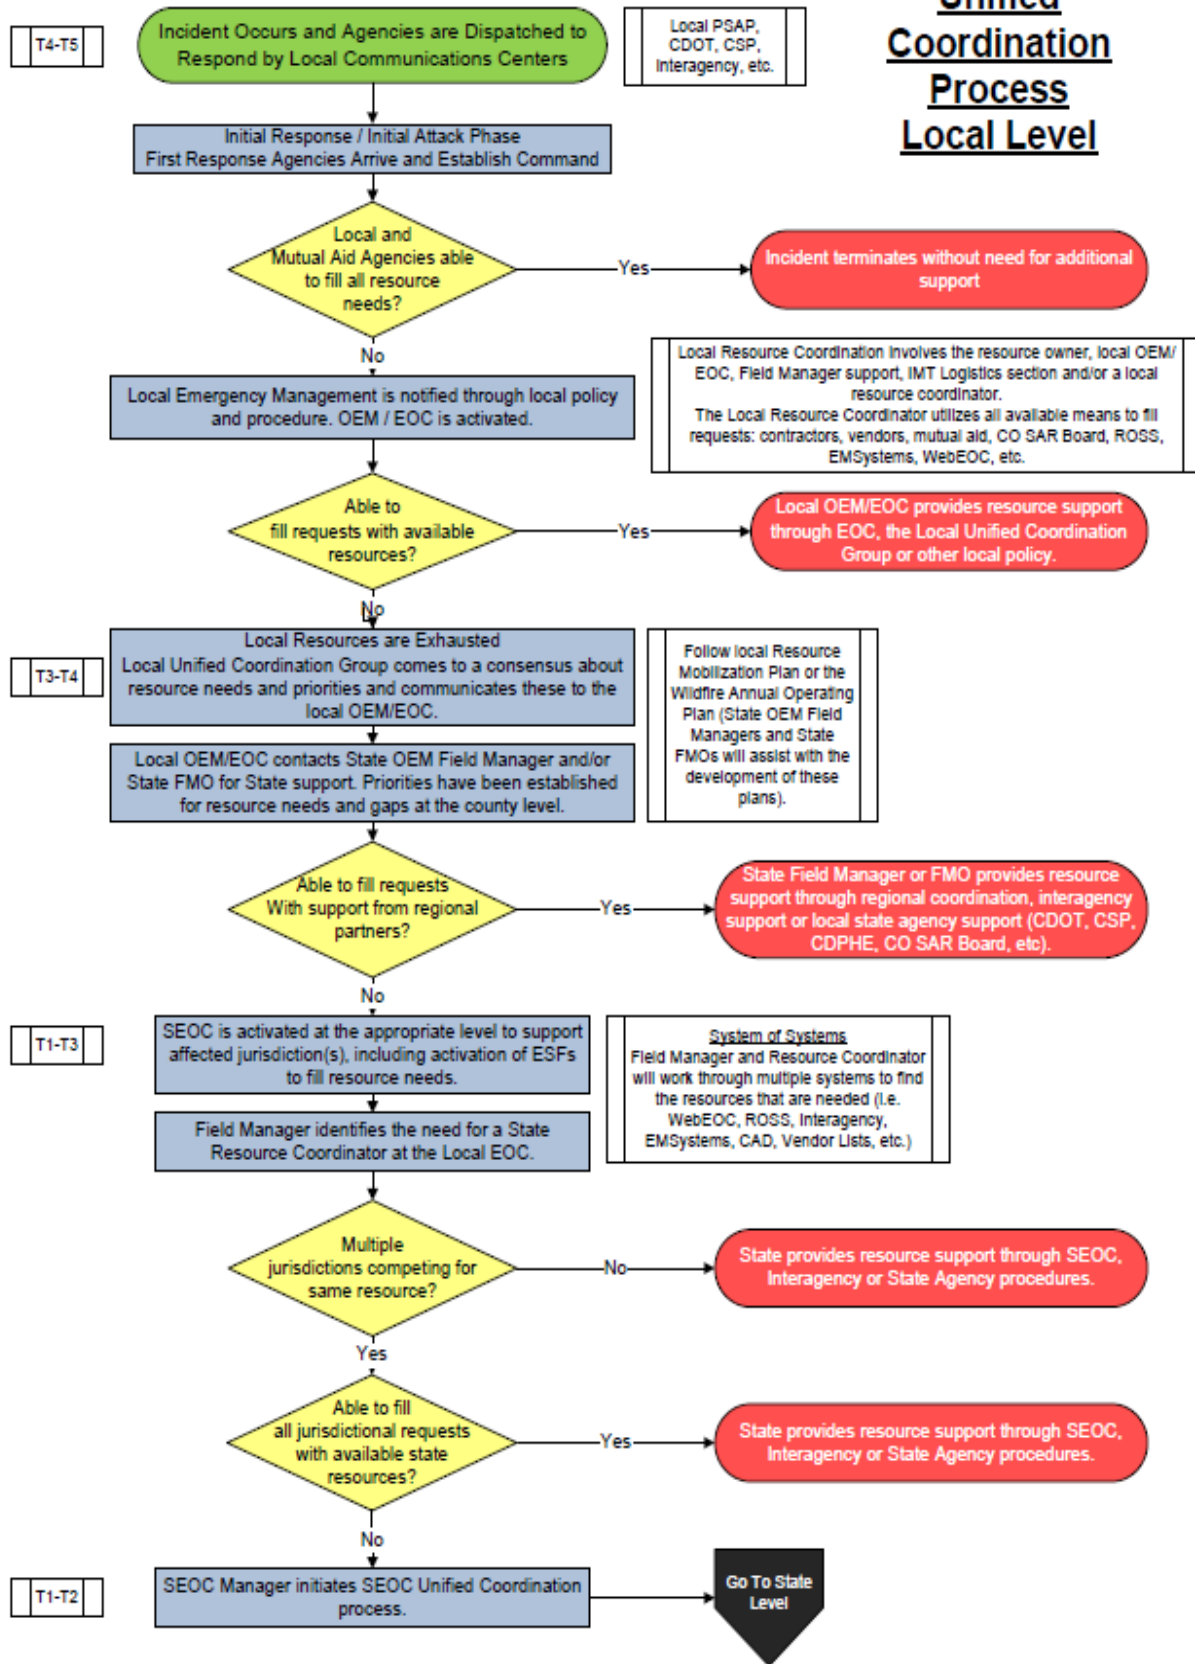 Unified
Coordination
Process
Local Level
T4-T5
Incident Occurs and Agencies are Dispatched to
Respond by Local Communications Centers
Local PSAP,
CDOT, CSP,
Interagency, etc.
Initial Response / Initial Attack Phase
First Response Agencies Arrive and Establish Command
Local and
Mutual Aid Agencies able
to fill all resource
needs?
Yes
Incident terminates without need for additional
support
No
Local Resource Coordination Involves the resource owner, local OEM/
EOC, Field Manager support, IMT Logistics section and/or a local
resource coordinator.
The Local Resource Coordinator utilizes all available means to fill
requests: contractors, vendors, mutual aid, CO SAR Board, ROSS,
EMSystems, WebEOC, etc.
Local Emergency Management is notified through local policy
and procedure. OEM / EOC is activated.
Able to
fill requests with available
resources?
Yes
Local OEM/EOC provides resource support
through EOC, the Local Unified Coordination
Group or other local policy.
No
T3-T4
Local Resources are Exhausted
Local Unified Coordination Group comes to a consensus about
resource needs and priorities and communicates these to the
local OEM/EOC.
Follow local Resource
Mobilization Plan or the
Wildfire Annual Operating
Plan (State OEM Field
Managers and State
FMOs will assist with the
development of these
plans).
Local OEM/EOC contacts State OEM Field Manager and/or
State FMO for State support. Priorities have been established
for resource needs and gaps at the county level.
Able to fill requests
With support from regional
partners?
Yes
State Field Manager or FMO provides resource
support through regional coordination, interagency
support or local state agency support (CDOT, CSP,
CDPHE, CO SAR Board, etc).
No
T1-T3
SEOC is activated at the appropriate level to support
affected jurisdiction(s), including activation of ESFs
to fill resource needs.
System of Systems
Field Manager and Resource Coordinator
will work through multiple systems to find
the resources that are needed (i.e.
WebEOC, ROSS, Interagency,
EMSystems, CAD, Vendor Lists, etc.)
Field Manager identifies the need for a State
Resource Coordinator at the Local EOC.
Multiple
jurisdictions competing for
same resource?
No
State provides resource support through SEOC,
Interagency or State Agency procedures.
Yes
Able to fill
all jurisdictional requests
with available state
resources?
Yes
State provides resource support through SEOC,
Interagency or State Agency procedures.
No
T1-T2
SEOC Manager initiates SEOC Unified Coordination
process.
Go To State
Level